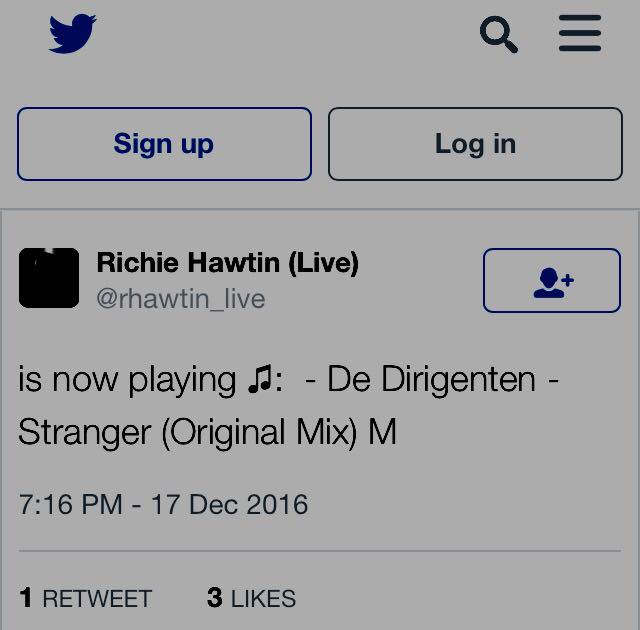 Sign up
Log in
Richie Hawtin (Live)
@rhawtin_live
is now playing 🎵:  - De Dirigenten -
Stranger (Original Mix) M
7:16 PM - 17 Dec 2016
1 RETWEET
3 LIKES